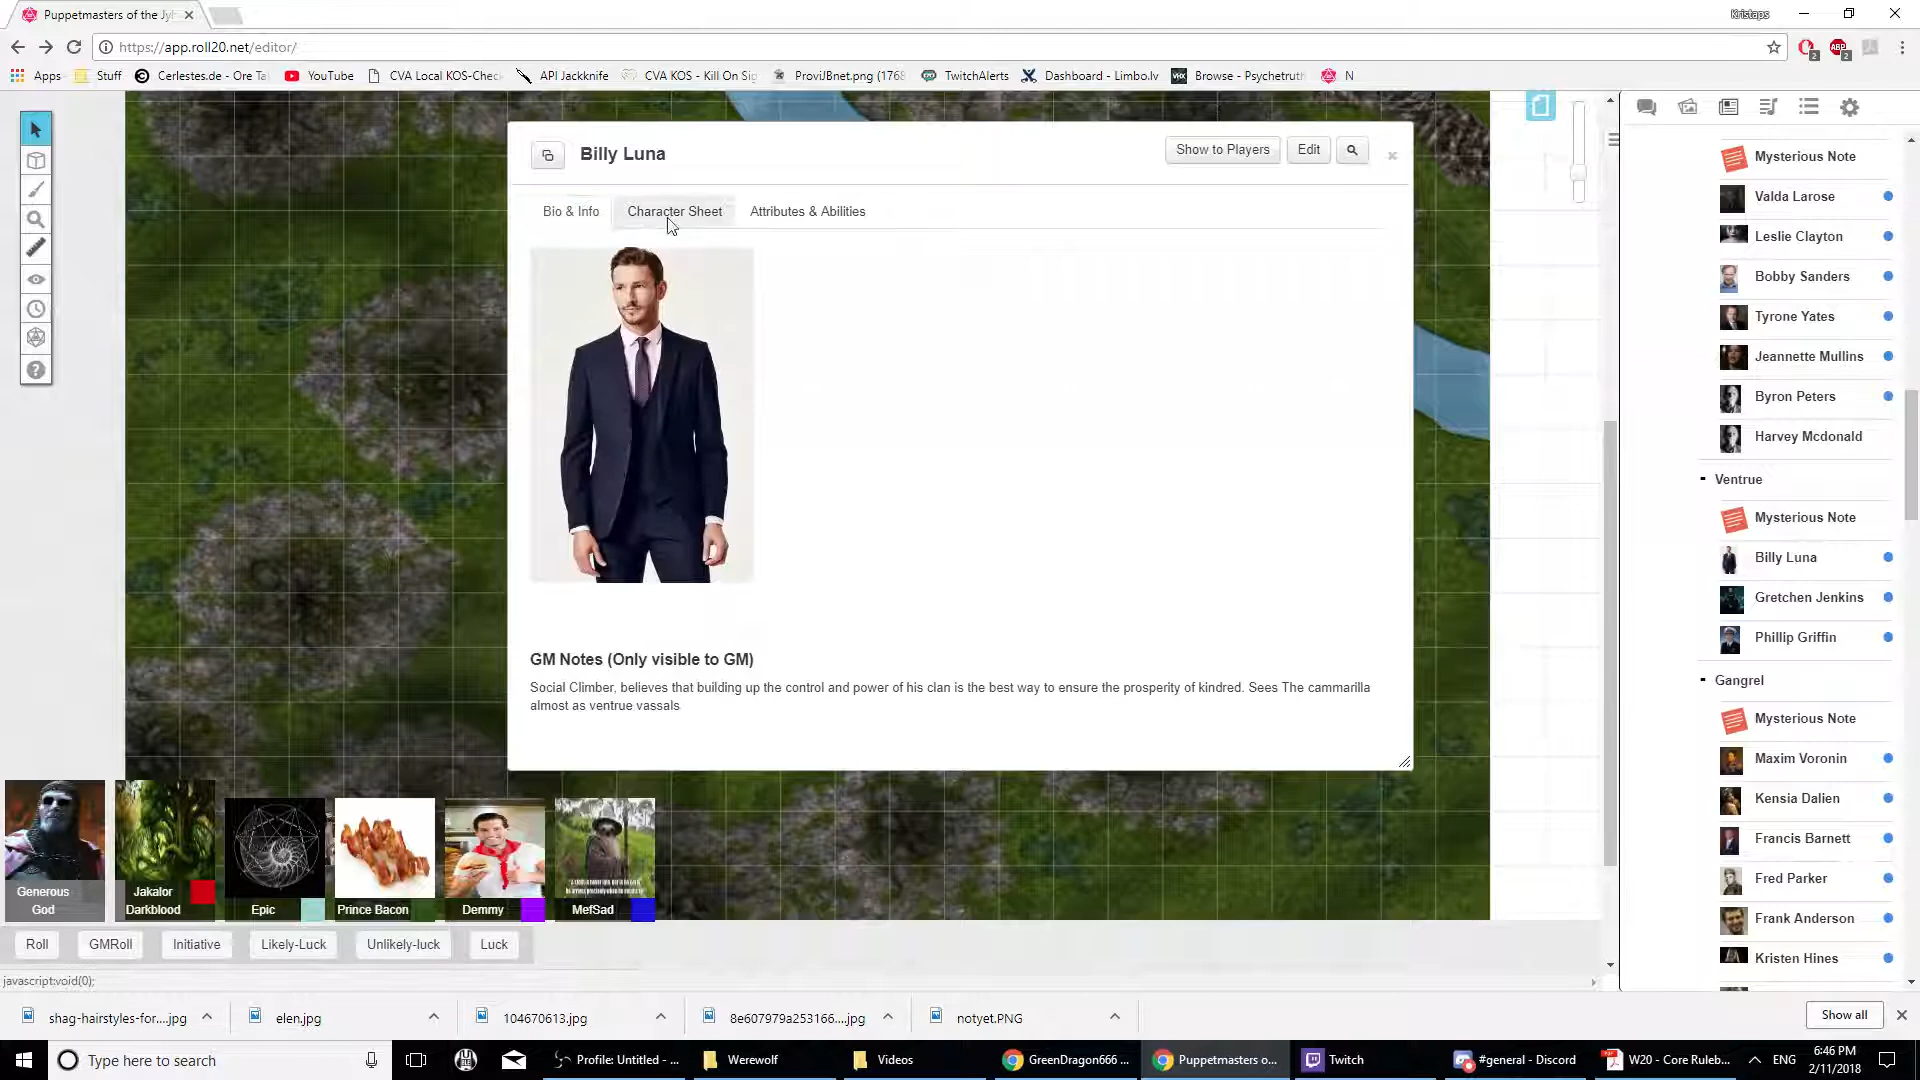 Puppetmasters of the Jyh
Kristaps
https://app.roll20.net/editor/
2
2
Apps
Stuff
Cerlestes.de - Ore Ta
YouTube
CVA Local KOS-Chec
API Jackknife
CVA KOS - Kill On Sig
ProviJBnet.png (1768
TwitchAlerts
Dashboard - Limbo.lv
Browse - Psychetruth
N
Billy Luna
Show to Players
Edit
Bio & Info
Character Sheet
Attributes & Abilities
GM Notes (Only visible to GM)
Social Climber, believes that building up the control and power of his clan is the best way to ensure the prosperity of kindred. Sees The cammarilla
almost as ventrue vassals
Mysterious Note
Valda Larose
Leslie Clayton
Bobby Sanders
Tyrone Yates
Jeannette Mullins
Byron Peters
Harvey Mcdonald
Ventrue
Mysterious Note
Billy Luna
Gretchen Jenkins
Phillip Griffin
Gangrel
Mysterious Note
Maxim Voronin
Kensia Dalien
Francis Barnett
Fred Parker
Frank Anderson
Kristen Hines
Generous
God
Jakalor
Darkblood
Epic
Prince Bacon
Demmy
MefSad
Roll
GMRoll
Initiative
Likely-Luck
Unlikely-luck
Luck
javascript:void(0);
shag-hairstyles-for....jpg
elen.jpg
104670613.jpg
8e607979a253166....jpg
notyet.PNG
Show all
Type here to search
Profile: Untitled - ...
Werewolf
Videos
GreenDragon666 ...
Puppetmasters o...
Twitch
#general - Discord
W20 - Core Ruleb...
ENG
6:46 PM
2/11/2018